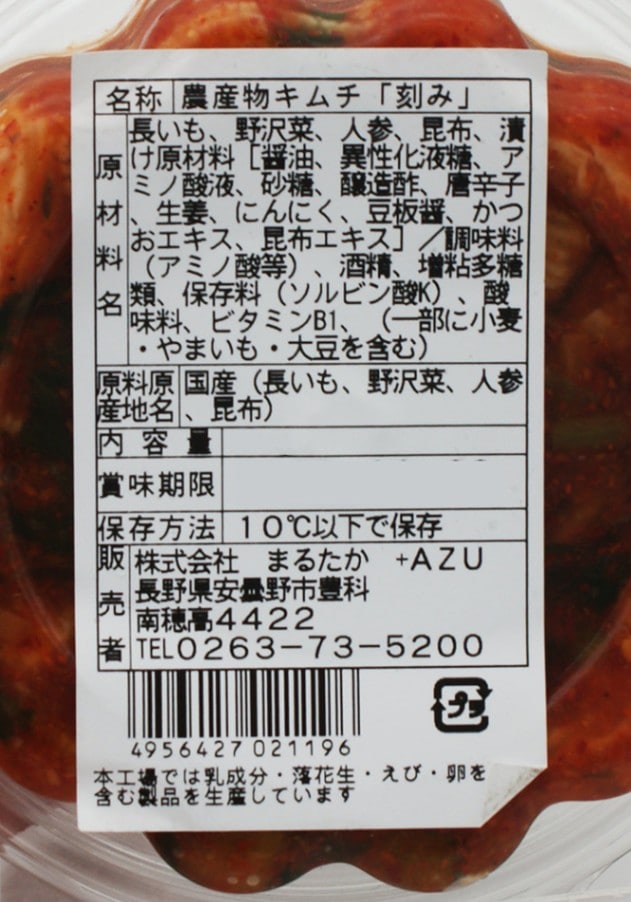 名称 農産物キムチ「刻み」
原材料名 長いも、野沢菜、人参、昆布、漬
け原材料［醤油、異性化液糖、ア
ミノ酸液、砂糖、醸造酢、唐辛子
、生姜、にんにく、豆板醤、かつ
おエキス、昆布エキス］／調味料
（アミノ酸等）、酒精、増粘多糖
類、保存料（ソルビン酸K）、酸
味料、ビタミンB1、（一部に小麦
・やまいも・大豆を含む）
原料原産地名 国産（長いも、野沢菜、人参
、昆布）
内容量
賞味期限
保存方法 10℃以下で保存
販売者 株式会社 まるたか +AZU
長野県安曇野市豊科
南穂高4422
TEL0263-73-5200
プラ
4956427021196
本工場では乳成分・落花生・えび・卵を
含む製品を生産しています